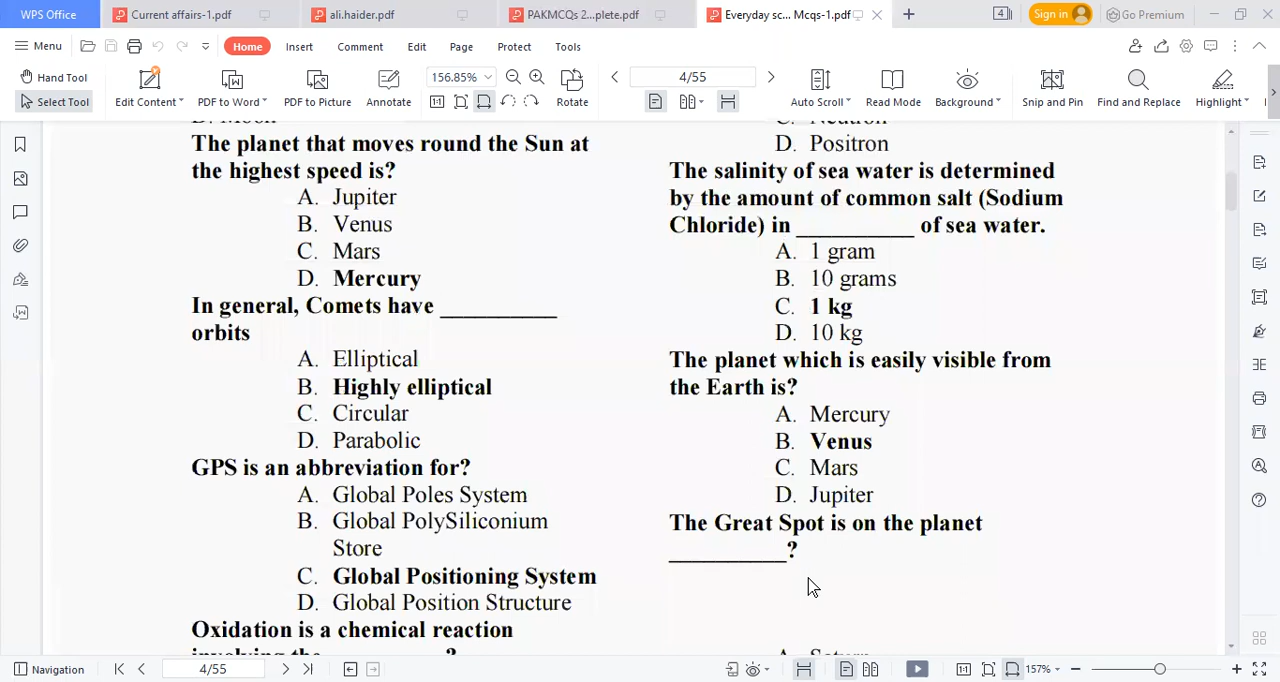 WPS Office
Current affairs-1.pdf
ali.haider.pdf
PAKMCQs 2...plete.pdf
Everyday sc... Mcqs-1.pdf
4
Sign in
Go Premium
Menu
Home
Insert
Comment
Edit
Page
Protect
Tools
Hand Tool
Select Tool
Edit Content
PDF to Word
PDF to Picture
Annotate
156.85%
Rotate
4/55
Auto Scroll
Read Mode
Background
Snip and Pin
Find and Replace
Highlight
The planet that moves round the Sun at
the highest speed is?
A. Jupiter
B. Venus
C. Mars
D. Mercury
In general, Comets have __________
orbits
A. Elliptical
B. Highly elliptical
C. Circular
D. Parabolic
GPS is an abbreviation for?
A. Global Poles System
B. Global PolySiliconium
Store
C. Global Positioning System
D. Global Position Structure
Oxidation is a chemical reaction
involving the __________?
C. Neutron
D. Positron
The salinity of sea water is determined
by the amount of common salt (Sodium
Chloride) in __________ of sea water.
A. 1 gram
B. 10 grams
C. 1 kg
D. 10 kg
The planet which is easily visible from
the Earth is?
A. Mercury
B. Venus
C. Mars
D. Jupiter
The Great Spot is on the planet
__________?
A. Saturn
Navigation
4/55
157%